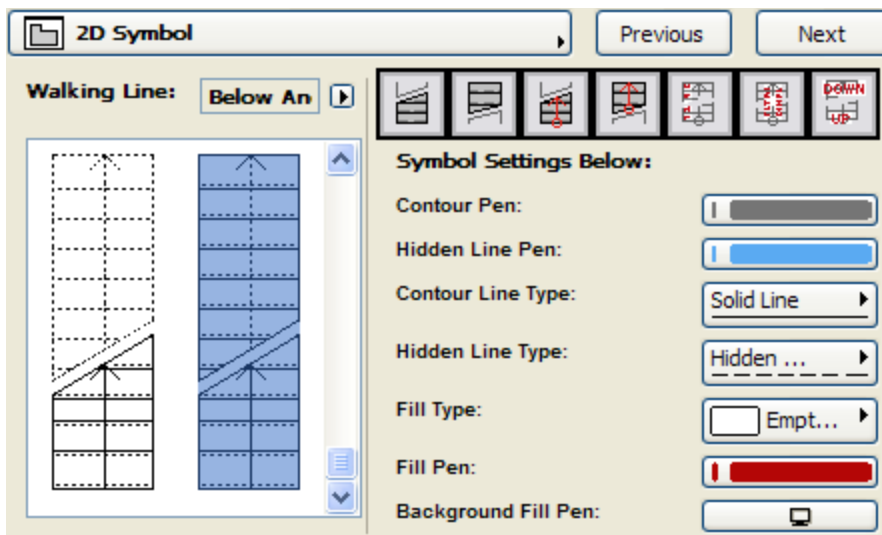 2D Symbol
Previous
Next
Walking Line:
Below An
DOWN
UP
Symbol Settings Below:
Contour Pen:
Hidden Line Pen:
Contour Line Type:
Solid Line
Hidden Line Type:
Hidden ...
Fill Type:
Empt...
Fill Pen:
Background Fill Pen: